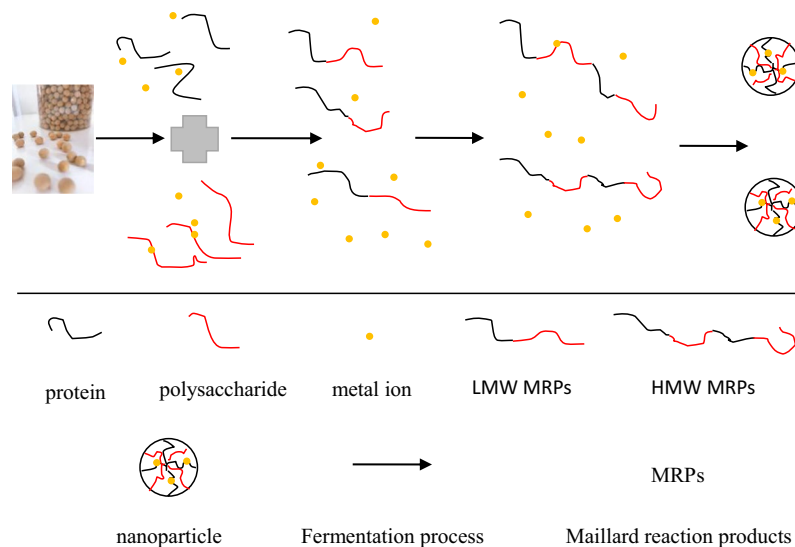 protein
polysaccharide
metal ion
LMW MRPs
HMW MRPs
MRPs
nanoparticle
Fermentation process
Maillard reaction products